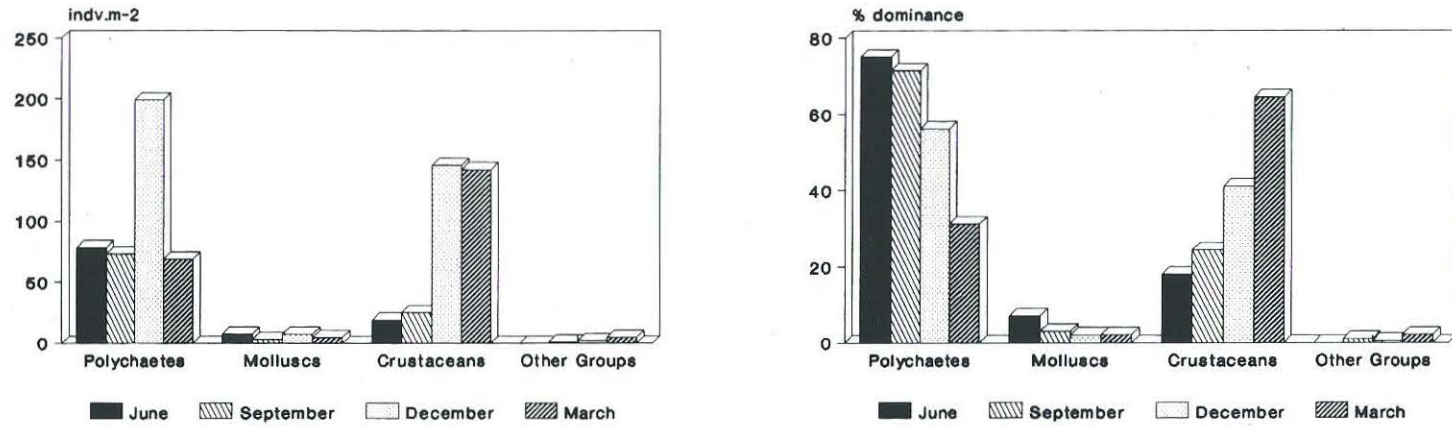 indv.m-2
250
200
150
100
50
0
Polychaetes Molluscs Crustaceans Other Groups
June September December March
% dominance
80
60
40
20
0
Polychaetes Molluscs Crustaceans Other Groups
June September December March